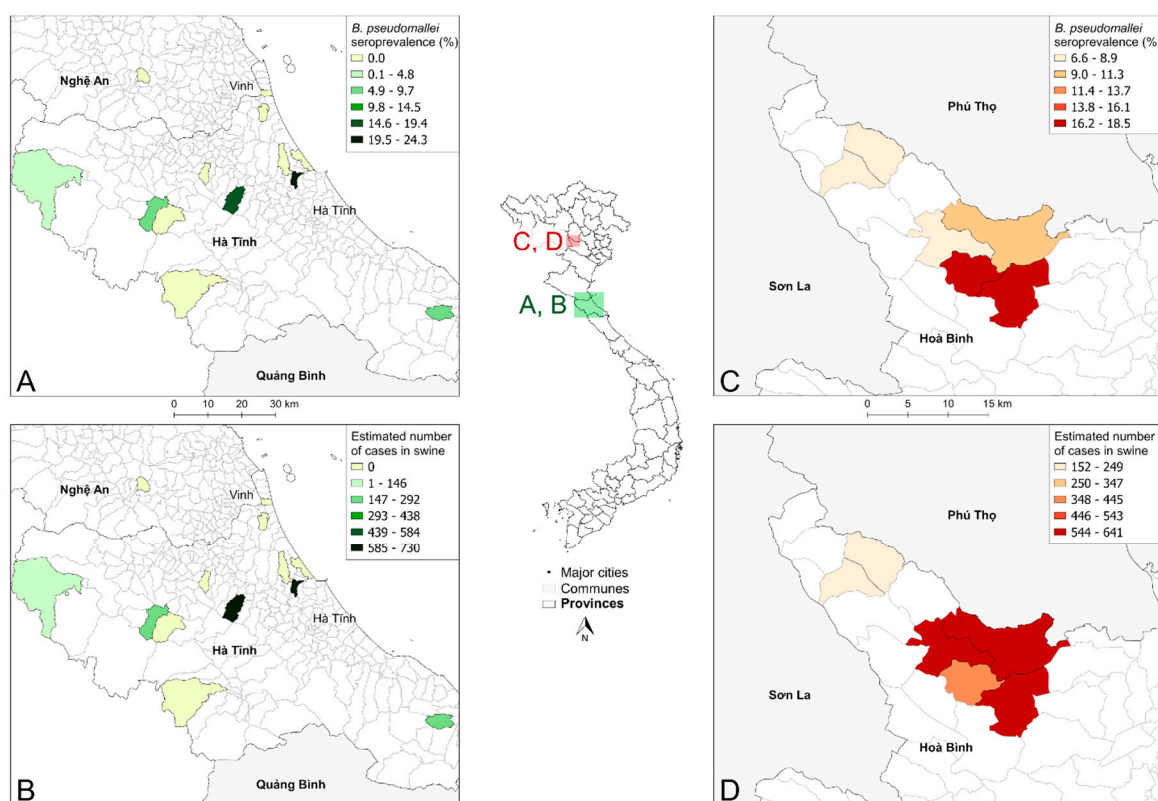 B. pseudomallei
seroprevalence (%)
0.0
0.1 - 4.8
4.9 - 9.7
9.8 - 14.5
14.6 - 19.4
19.5 - 24.3
Nghệ An
Vinh
Hà Tĩnh
Hà Tĩnh
Quảng Bình
A
0 10 20 30 km
Estimated number
of cases in swine
0
1 - 146
147 - 292
293 - 438
439 - 584
585 - 730
Nghệ An
Vinh
Hà Tĩnh
Hà Tĩnh
Quảng Bình
B
C, D
A, B
Major cities
Communes
Provinces
N
B. pseudomallei
seroprevalence (%)
6.6 - 8.9
9.0 - 11.3
11.4 - 13.7
13.8 - 16.1
16.2 - 18.5
Phú Thọ
Sơn La
Hoà Bình
C
0 5 10 15 km
Estimated number
of cases in swine
152 - 249
250 - 347
348 - 445
446 - 543
544 - 641
Phú Thọ
Sơn La
Hoà Bình
D